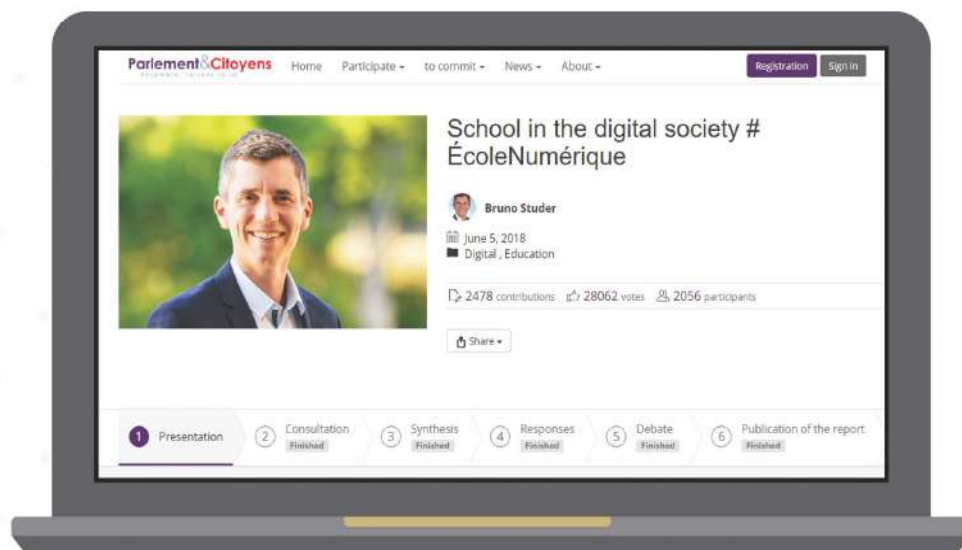 Parlement&Citoyens
Home Participate to commit News About Registration Sign in
School in the digital society #
ÉcoleNumérique
Bruno Studer
June 5, 2018
Digital , Education
2478 contributions 28062 votes 2056 participants
Share
1 Presentation
2 Consultation
Finished
3 Synthesis
Finished
4 Responses
Finished
5 Debate
Finished
6 Publication of the report
Finished